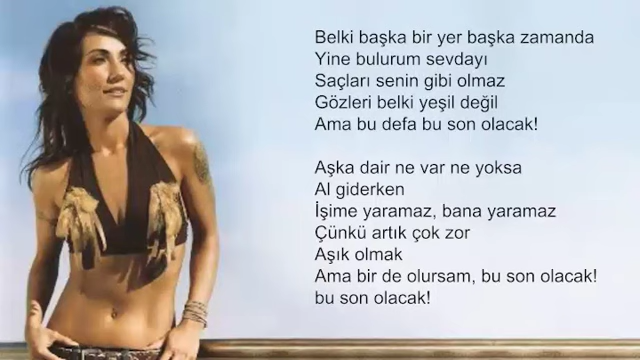 Belki başka bir yer başka zamanda
Yine bulurum sevdayı
Saçları senin gibi olmaz
Gözleri belki yeşil değil
Ama bu defa bu son olacak!
Aşka dair ne var ne yoksa
Al giderken
İşime yaramaz, bana yaramaz
Çünkü artık çok zor
Aşık olmak
Ama bir de olursam, bu son olacak!
bu son olacak!